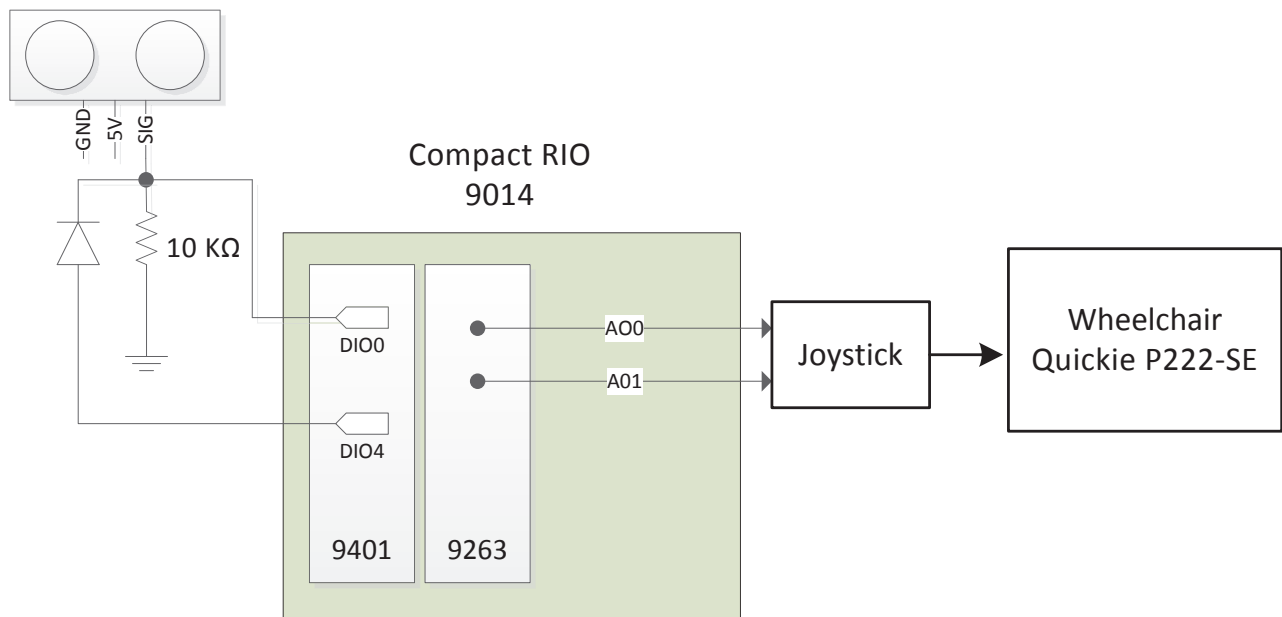 GND
5V
SIG
Compact RIO
9014
10 KΩ
DIO0
AO0
Joystick
Wheelchair
Quickie P222-SE
A01
DIO4
9401
9263